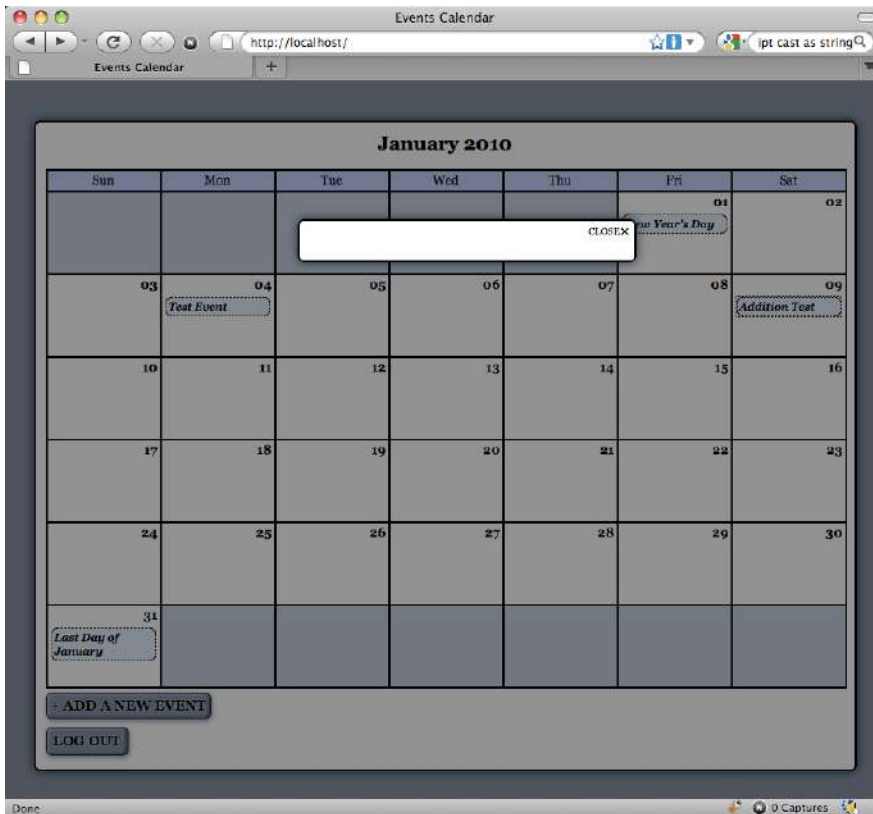 Events Calendar
http://localhost/
ipt cast as string
Events Calendar
+
January 2010
Sun Mon Tue Wed Thu Fri Sat
01 02
CLOSE×
Year's Day
03 04 05 06 07 08 09
Test Event
Addition Test
10 11 12 13 14 15 16
17 18 19 20 21 22 23
24 25 26 27 28 29 30
31
Last Day of
January
+ ADD A NEW EVENT
LOG OUT
Done
0 Captures